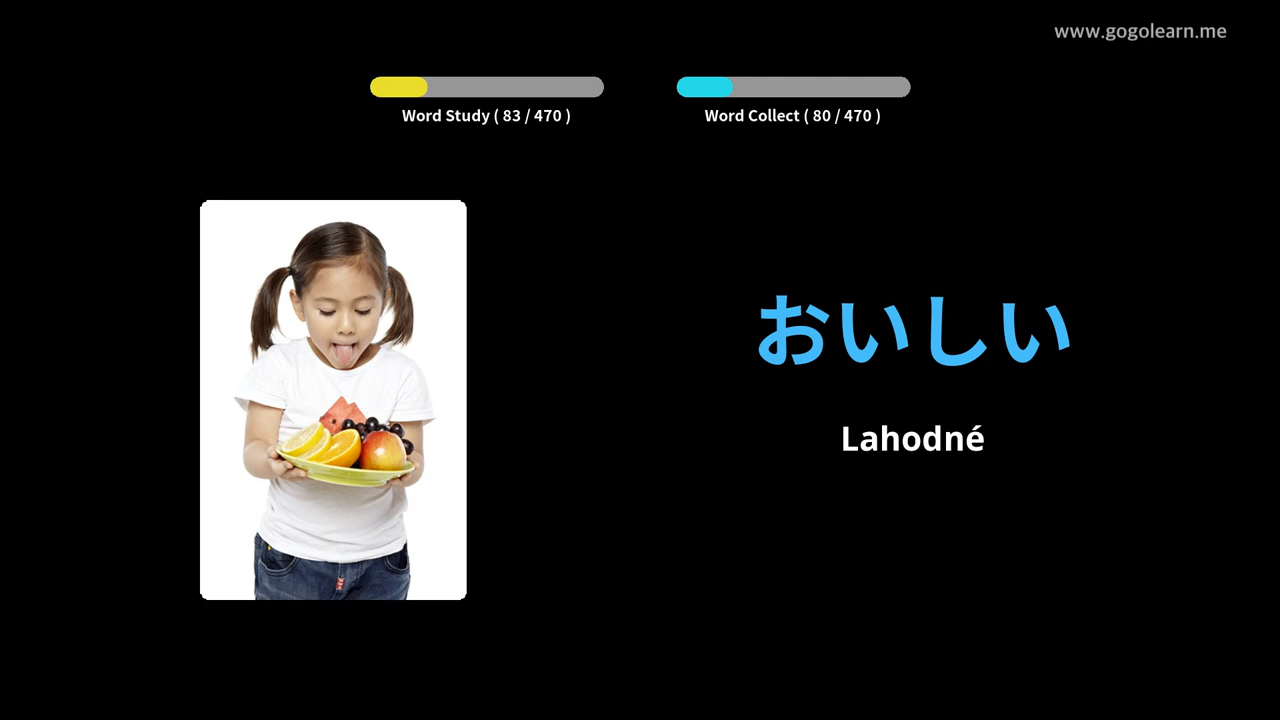 www.gogolearn.me
Word Study ( 83 / 470 )
Word Collect ( 80 / 470 )
おいしい
Lahodné